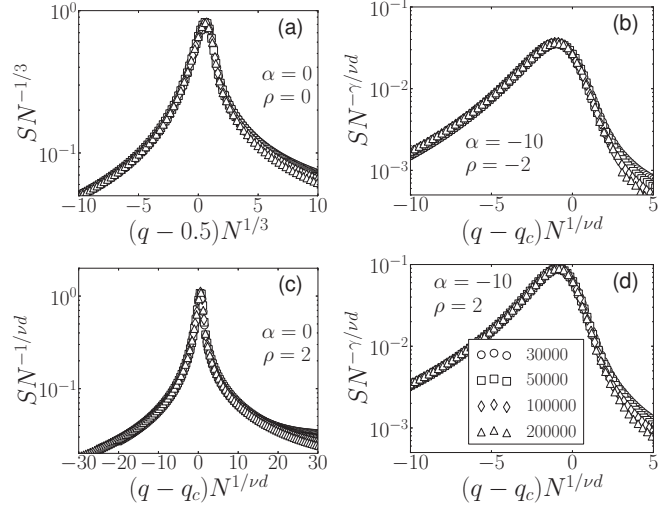 (a)
10^0
10^{-1}
SN^{-1/3}
α = 0
ρ = 0
−10 −5 0 5 10
(q − 0.5)N^{1/3}
(b)
10^{-1}
10^{-2}
10^{-3}
SN^{-γ/νd}
α = −10
ρ = −2
−10 −5 0 5
(q − q_c)N^{1/νd}
(c)
10^0
10^{-1}
SN^{-1/νd}
α = 0
ρ = 2
−30 −20 −10 0 10 20 30
(q − q_c)N^{1/νd}
(d)
10^{-1}
10^{-2}
10^{-3}
SN^{-γ/νd}
α = −10
ρ = 2
30000
50000
100000
200000
−10 −5 0 5
(q − q_c)N^{1/νd}